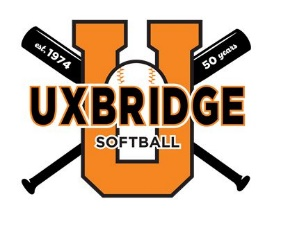 U
est. 1974
50 years
UXBRIDGE
SOFTBALL